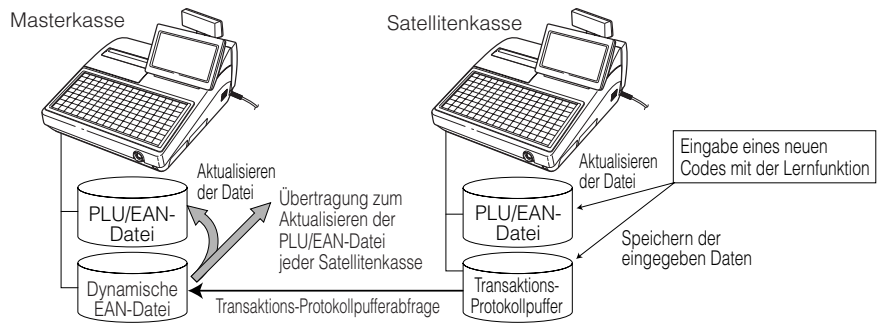 Masterkasse
Satellitenkasse
Aktualisieren
der Datei
Übertragung zum
Aktualisieren der
PLU/EAN-Datei
jeder Satellitenkasse
PLU/EAN-
Datei
Dynamische
EAN-Datei
Transaktions-Protokollpufferabfrage
Aktualisieren
der Datei
Eingabe eines neuen
Codes mit der Lernfunktion
PLU/EAN-
Datei
Speichern der
eingegeben Daten
Transaktions-
Protokollpuffer